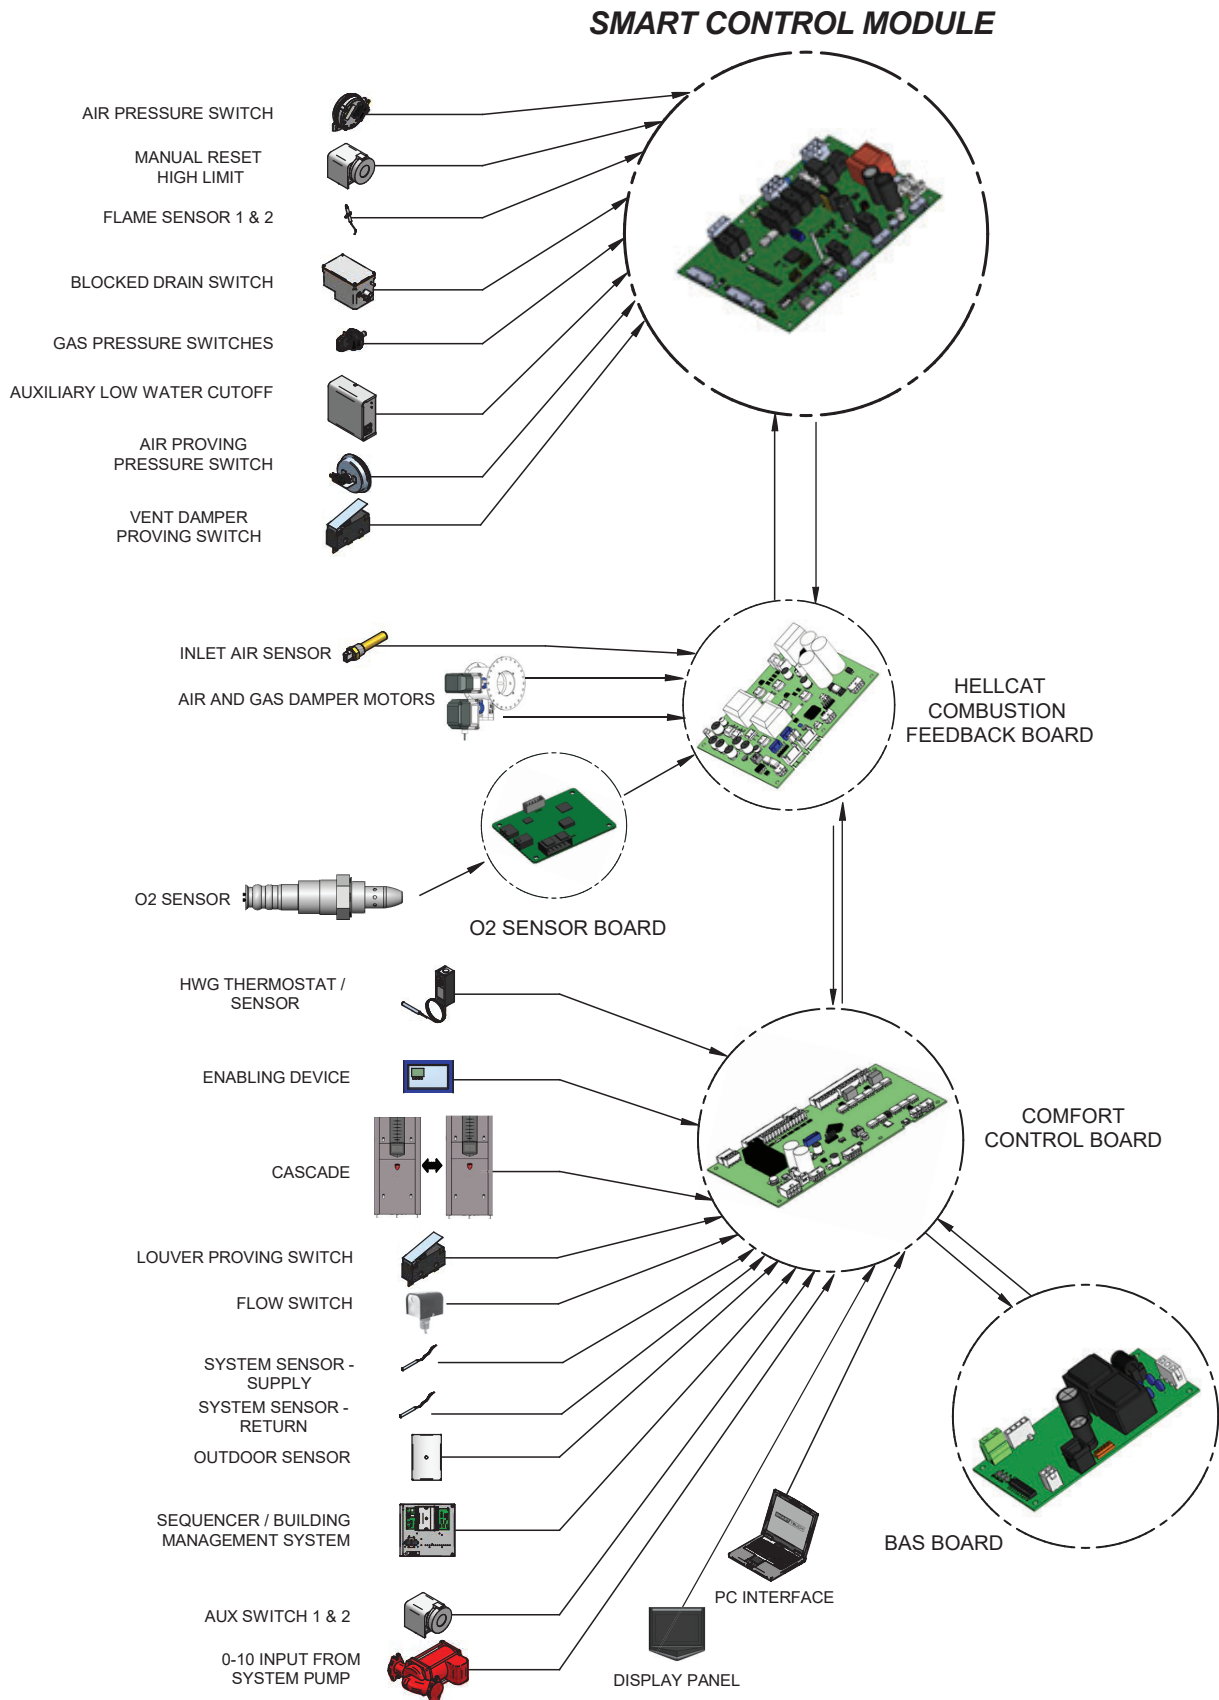 SMART CONTROL MODULE
AIR PRESSURE SWITCH
MANUAL RESET
HIGH LIMIT
FLAME SENSOR 1 & 2
BLOCKED DRAIN SWITCH
GAS PRESSURE SWITCHES
AUXILIARY LOW WATER CUTOFF
AIR PROVING
PRESSURE SWITCH
VENT DAMPER
PROVING SWITCH
INLET AIR SENSOR
AIR AND GAS DAMPER MOTORS
HELLCAT
COMBUSTION
FEEDBACK BOARD
O2 SENSOR
O2 SENSOR BOARD
HWG THERMOSTAT /
SENSOR
ENABLING DEVICE
CASCADE
COMFORT
CONTROL BOARD
LOUVER PROVING SWITCH
FLOW SWITCH
SYSTEM SENSOR -
SUPPLY
SYSTEM SENSOR -
RETURN
OUTDOOR SENSOR
SEQUENCER / BUILDING
MANAGEMENT SYSTEM
BAS BOARD
PC INTERFACE
AUX SWITCH 1 & 2
0-10 INPUT FROM
SYSTEM PUMP
DISPLAY PANEL